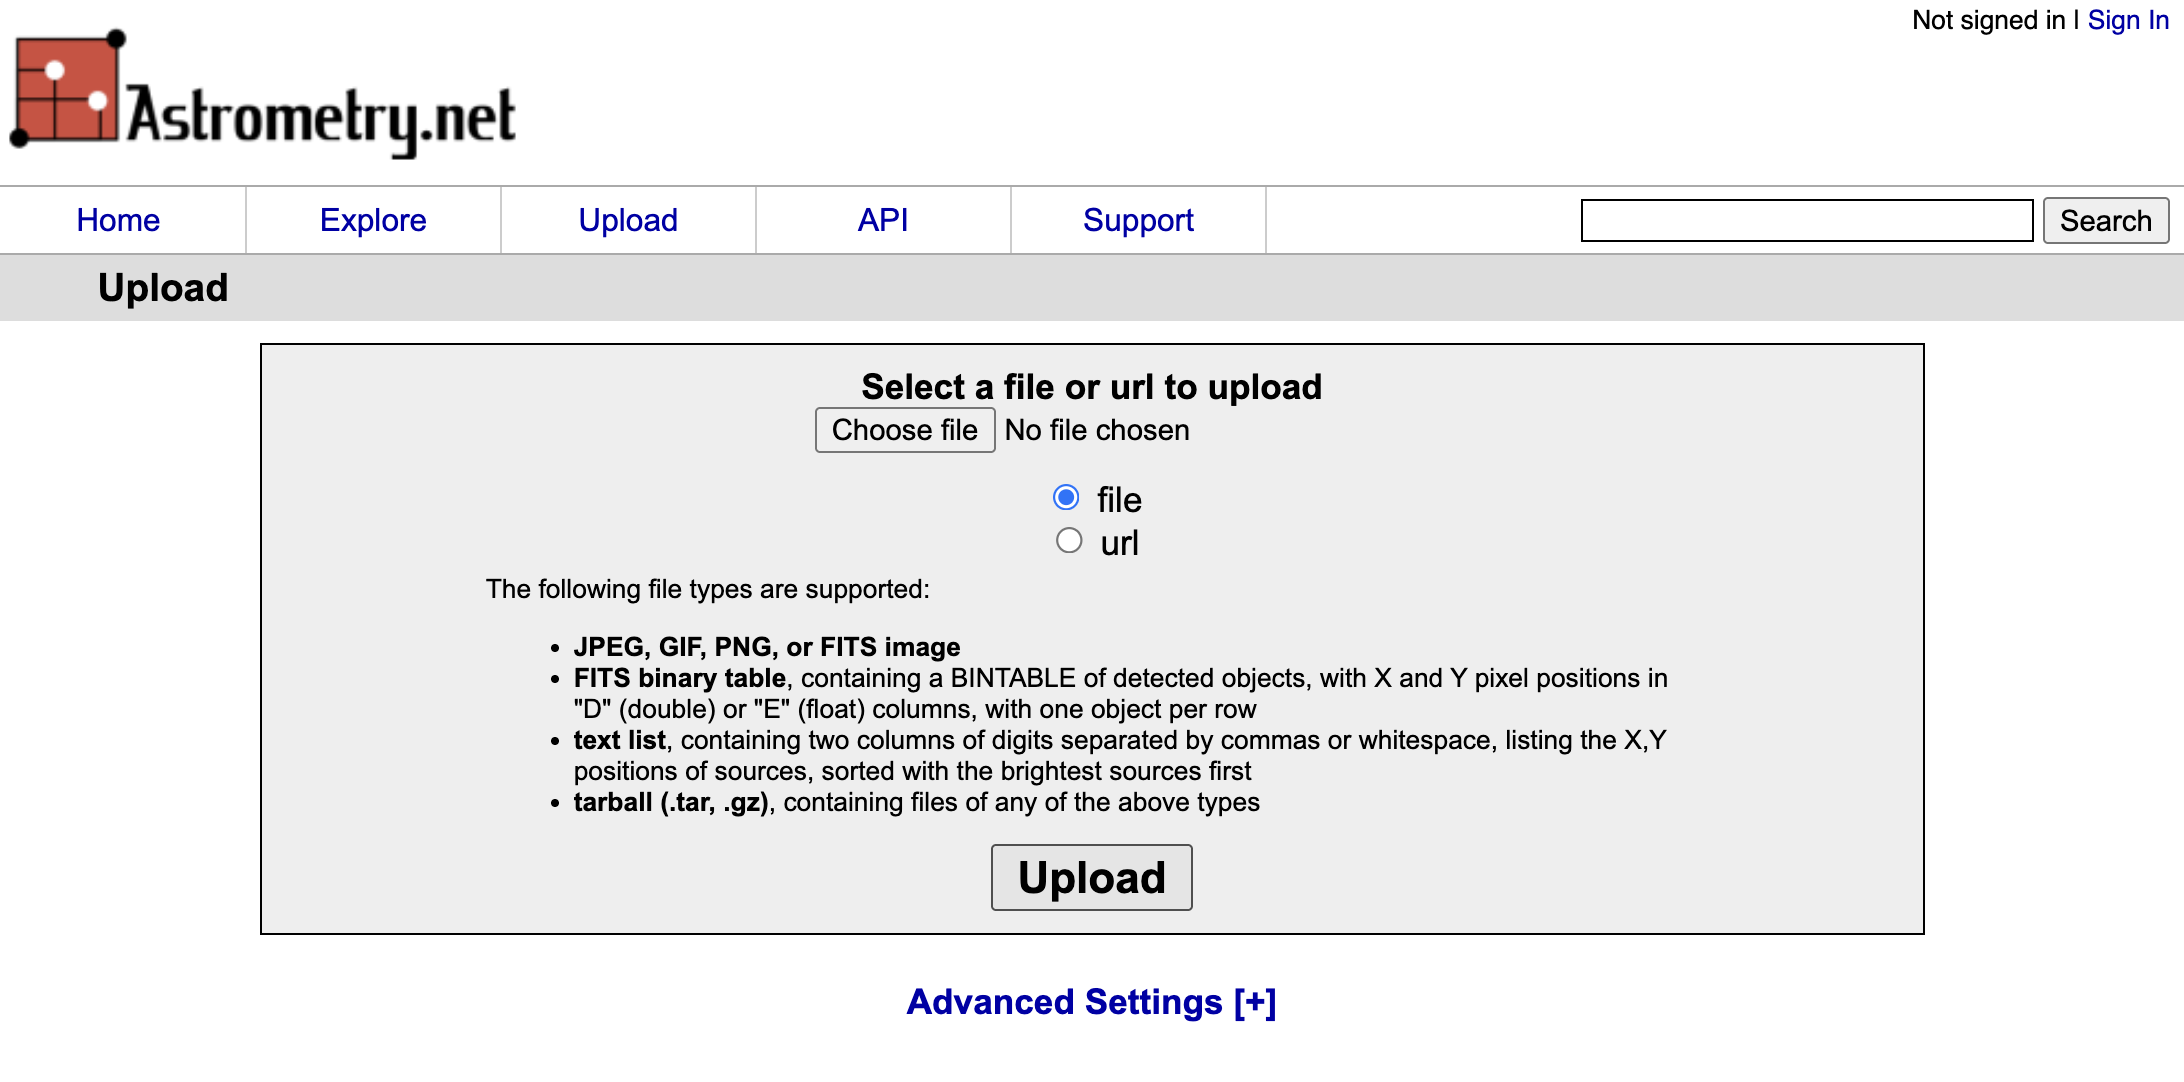 Not signed in | Sign In
Astrometry.net
Home Explore Upload API Support Search
Upload
Select a file or url to upload
Choose file No file chosen
file
url
The following file types are supported:
• JPEG, GIF, PNG, or FITS image
• FITS binary table, containing a BINTABLE of detected objects, with X and Y pixel positions in
"D" (double) or "E" (float) columns, with one object per row
• text list, containing two columns of digits separated by commas or whitespace, listing the X,Y
positions of sources, sorted with the brightest sources first
• tarball (.tar, .gz), containing files of any of the above types
Upload
Advanced Settings [+]